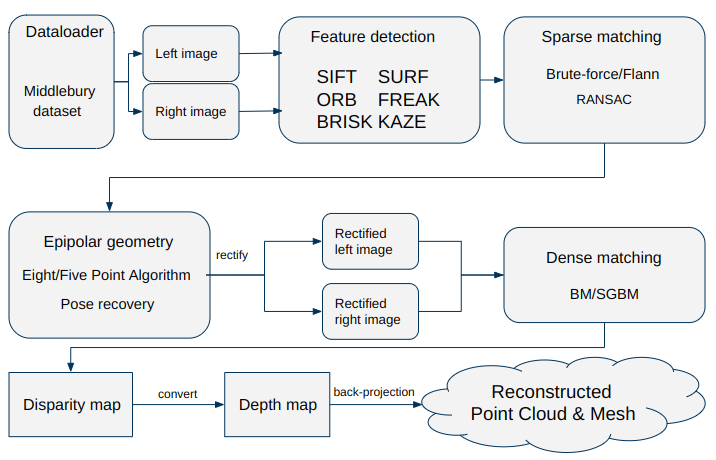 Dataloader
Middlebury
dataset
Left image
Right image
Feature detection
SIFT SURF
ORB FREAK
BRISK KAZE
Sparse matching
Brute-force/Flann
RANSAC
Epipolar geometry
Eight/Five Point Algorithm
Pose recovery
rectify
Rectified
left image
Rectified
right image
Dense matching
BM/SGBM
Disparity map
convert
Depth map
back-projection
Reconstructed
Point Cloud & Mesh